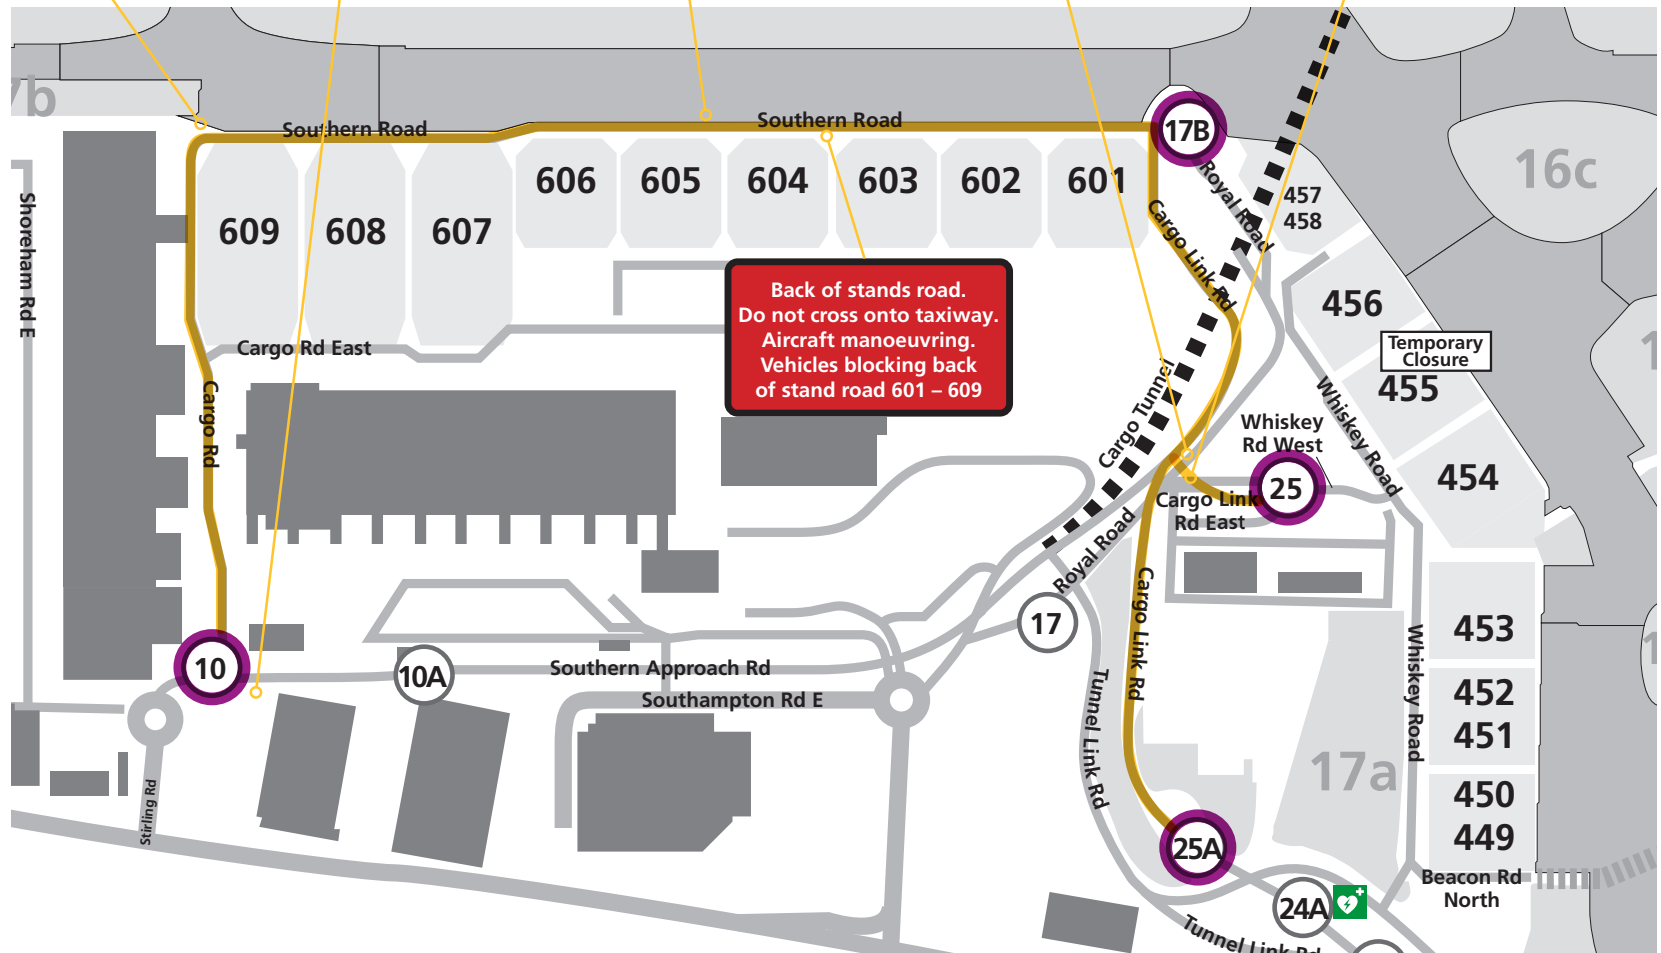 7b
Southern Road
Southern Road
17B
16c
Royal Road
457
458
606
605
604
603
602
601
609
608
607
Shoreham Rd E
Cargo Link Rd
456
Back of stands road.
Do not cross onto taxiway.
Aircraft manoeuvring.
Vehicles blocking back
of stand road 601 – 609
Cargo Rd East
Temporary
Closure
455
Cargo Rd
Cargo Tunnel
Whiskey Road
Whiskey
Rd West
454
25
Cargo Link
Rd East
Royal Road
17
Cargo Link Rd
453
10
10A
Southern Approach Rd
Southampton Rd E
Tunnel Link Rd
Whiskey Road
452
451
17a
450
449
Stirling Rd
25A
Beacon Rd
North
24A
Tunnel Link Rd